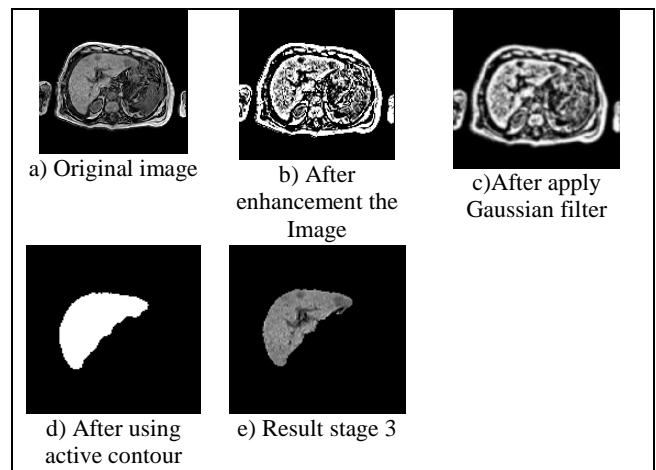 a) Original image
b) After
enhancement the
Image
c)After apply
Gaussian filter
d) After using
active contour
e) Result stage 3